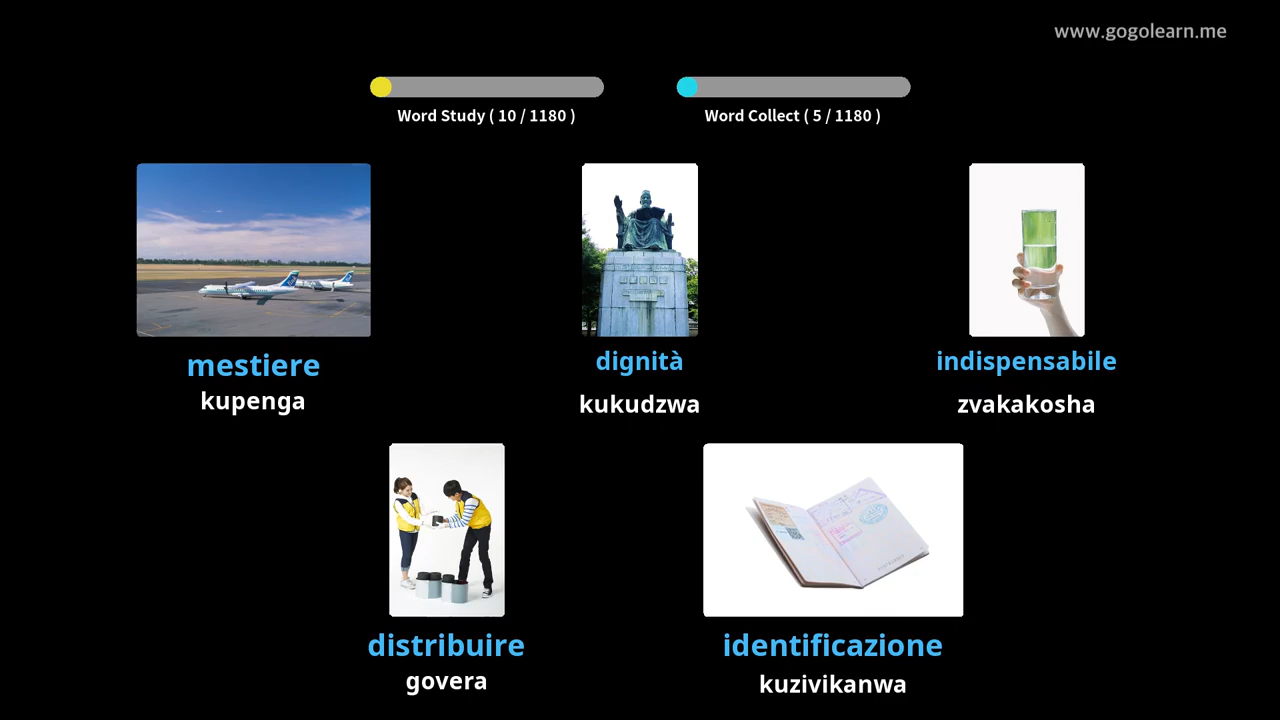 www.gogolearn.me
Word Study ( 10 / 1180 )
Word Collect ( 5 / 1180 )
mestiere
kupenga
dignità
kukudzwa
indispensabile
zvakakosha
distribuire
govera
identificazione
kuzivikanwa